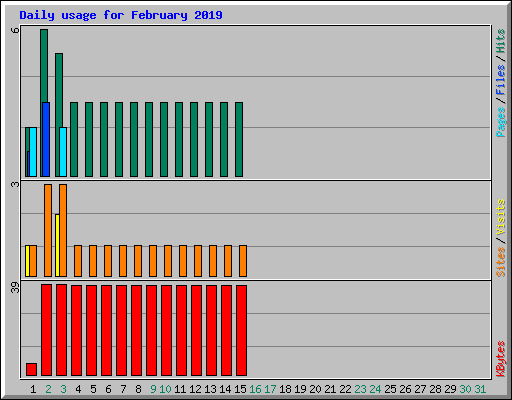 Daily usage for February 2019
6
Pages / Files / Hits
3
Sites / Visits
39
KBytes
1 2 3 4 5 6 7 8 9 10 11 12 13 14 15 16 17 18 19 20 21 22 23 24 25 26 27 28 29 30 31